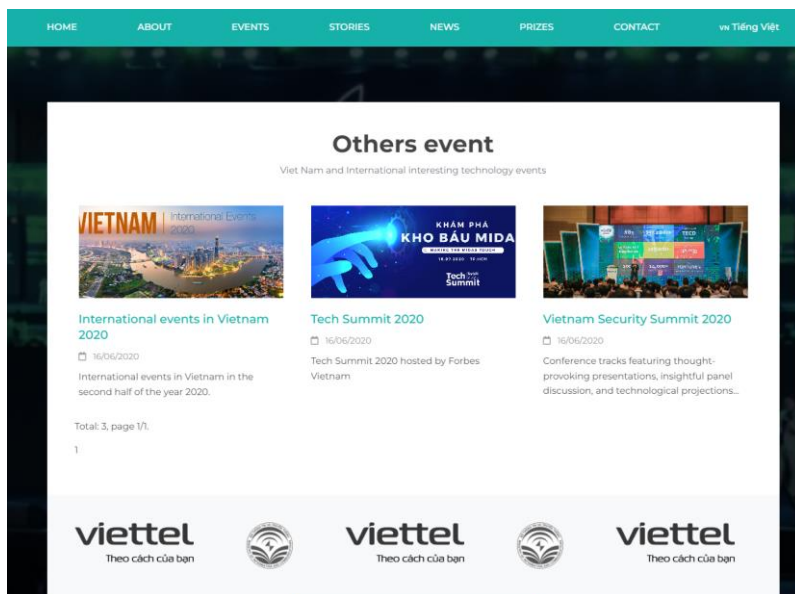 HOME ABOUT EVENTS STORIES NEWS PRIZES CONTACT VN Tiếng Việt
Others event
Viet Nam and International interesting technology events
VIETNAM International Events
2020
KHÁM PHÁ
KHO BÁU MIDA
MAKING THE MIDAS TOUCH
Tech
Summit
International events in Vietnam
2020
16/06/2020
International events in Vietnam in the
second half of the year 2020.
Tech Summit 2020
16/06/2020
Tech Summit 2020 hosted by Forbes
Vietnam
Vietnam Security Summit 2020
16/06/2020
Conference tracks featuring thought-
provoking presentations, insightful panel
discussion, and technological projections...
Total: 3, page 1/1.
1
viettel
Theo cách của bạn
viettel
Theo cách của bạn
viettel
Theo cách của bạn